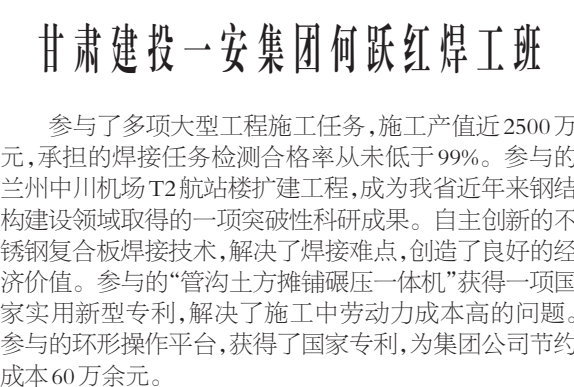 甘肃建投一安集团何跃红焊工班
参与了多项大型工程施工任务,施工产值近2500万
元,承担的焊接任务检测合格率从未低于99%。参与的
兰州中川机场T2航站楼扩建工程,成为我省近年来钢结
构建设领域取得的一项突破性科研成果。自主创新的不
锈钢复合板焊接技术,解决了焊接难点,创造了良好的经
济价值。参与的“管沟土方摊铺碾压一体机”获得一项国
家实用新型专利,解决了施工中劳动力成本高的问题。
参与的环形操作平台,获得了国家专利,为集团公司节约
成本60万余元。